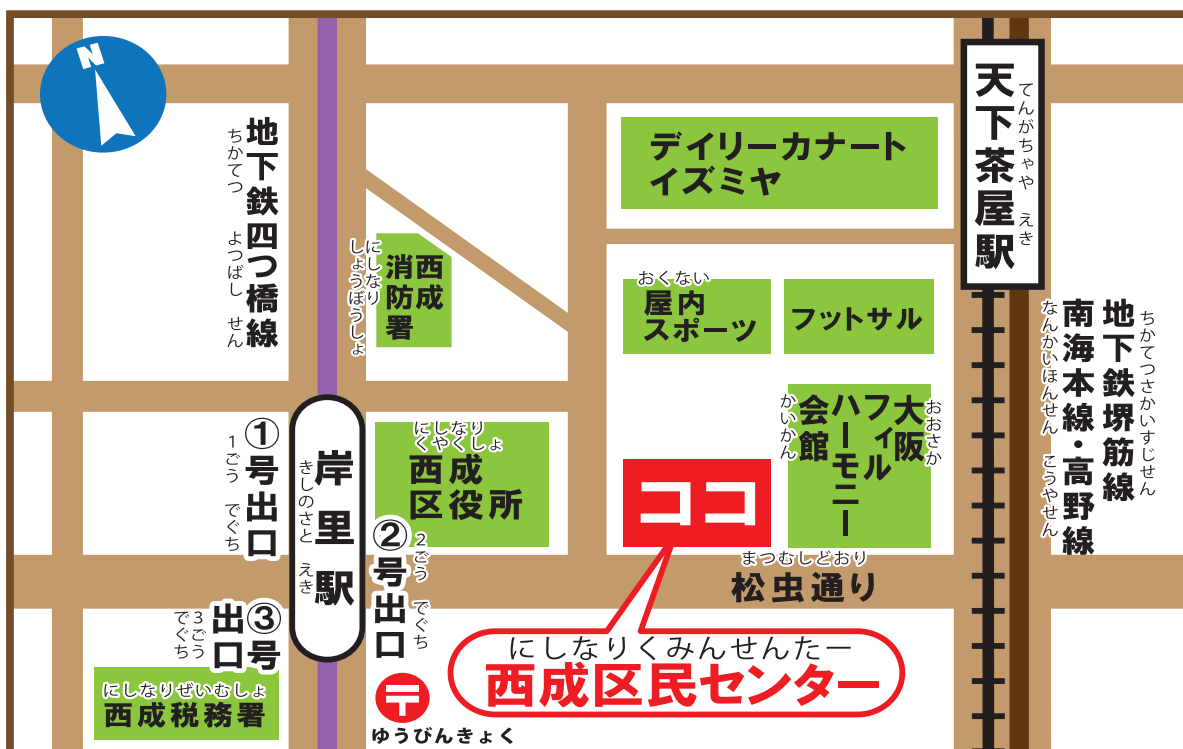 N
地下鉄四つ橋線
ちかてつ よつばし せん
デイリーカナート
イズミヤ
天下茶屋駅
てんがちゃや えき
西成
消防署
にしなり
しょうぼうしょ
おくない
屋内
スポーツ
フットサル
地下鉄堺筋線
ちかてつさかいすじせん
南海本線・高野線
なんかいほんせん こうやせん
大阪
おおさか
フィル
ハーモニー
会館
かいかん
①号出口
1ごう でぐち
岸里駅
きしのさと えき
にしなり
くやくしょ
西成
区役所
②号出口
2ごう でぐち
ココ
まつむしどおり
松虫通り
③号
出口
3ごう
でぐち
にしなりくみんせんたー
西成区民センター
にしなりぜいむしょ
西成税務署
〒
ゆうびんきょく